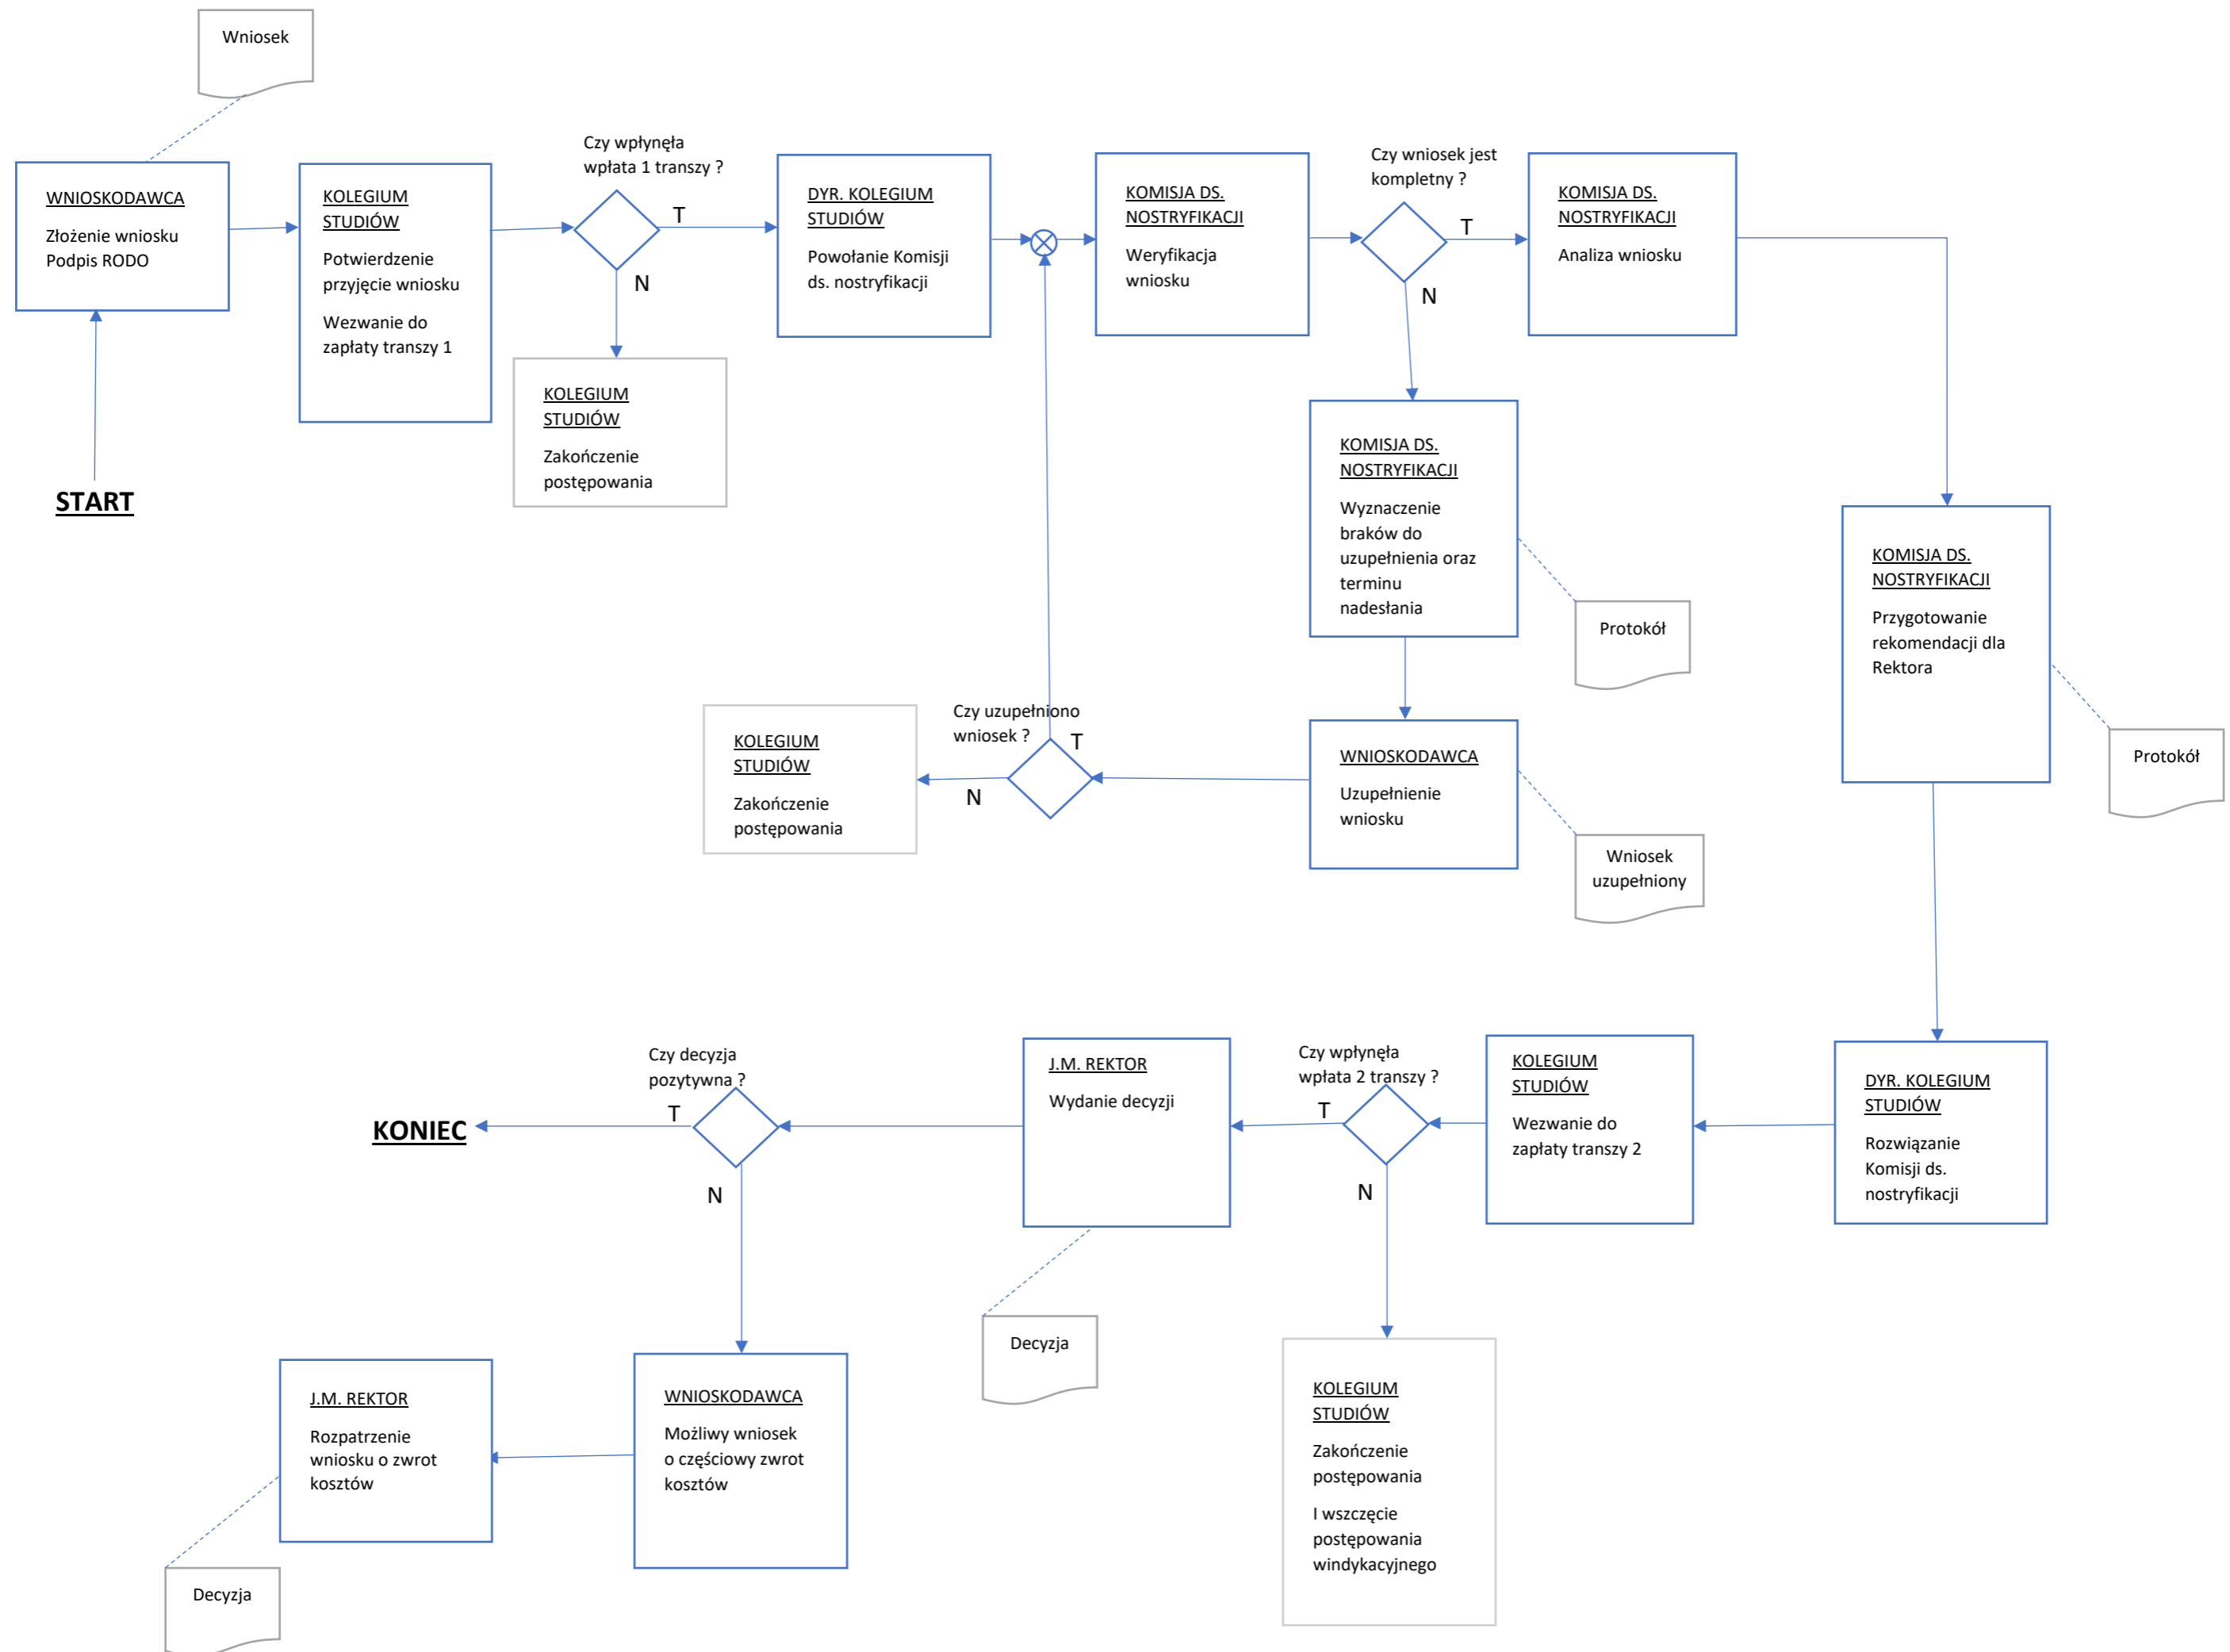 Wniosek
WNIOSKODAWCA
Złożenie wniosku
Podpis RODO
START
KOLEGIUM
STUDIÓW
Potwierdzenie
przyjęcie wniosku
Wezwanie do
zapłaty transzy 1
Czy wpłynęła
wpłata 1 transzy ?
T
N
KOLEGIUM
STUDIÓW
Zakończenie
postępowania
DYR. KOLEGIUM
STUDIÓW
Powołanie Komisji
ds. nostryfikacji
KOMISJA DS.
NOSTRYFIKACJI
Weryfikacja
wniosku
Czy wniosek jest
kompletny ?
T
N
KOMISJA DS.
NOSTRYFIKACJI
Analiza wniosku
KOMISJA DS.
NOSTRYFIKACJI
Wyznaczenie
braków do
uzupełnienia oraz
terminu
nadesłania
Protokół
WNIOSKODAWCA
Uzupełnienie
wniosku
Wniosek
uzupełniony
Czy uzupełniono
wniosek ?
T
N
KOLEGIUM
STUDIÓW
Zakończenie
postępowania
KOMISJA DS.
NOSTRYFIKACJI
Przygotowanie
rekomendacji dla
Rektora
Protokół
DYR. KOLEGIUM
STUDIÓW
Rozwiązanie
Komisji ds.
nostryfikacji
KOLEGIUM
STUDIÓW
Wezwanie do
zapłaty transzy 2
Czy wpłynęła
wpłata 2 transzy ?
T
N
KOLEGIUM
STUDIÓW
Zakończenie
postępowania
I wszczęcie
postępowania
windykacyjnego
J.M. REKTOR
Wydanie decyzji
Decyzja
Czy decyzja
pozytywna ?
T
N
KONIEC
WNIOSKODAWCA
Możliwy wniosek
o częściowy zwrot
kosztów
J.M. REKTOR
Rozpatrzenie
wniosku o zwrot
kosztów
Decyzja